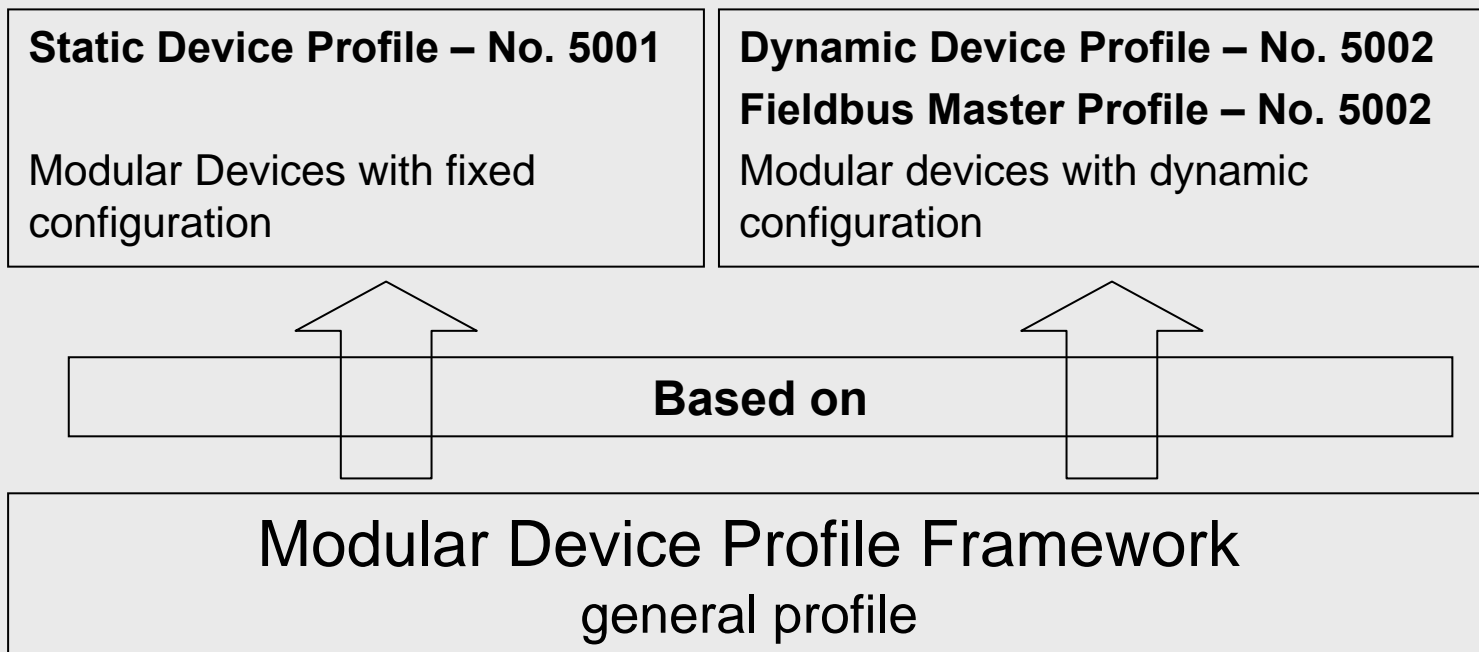 Static Device Profile – No. 5001
Modular Devices with fixed
configuration
Dynamic Device Profile – No. 5002
Fieldbus Master Profile – No. 5002
Modular devices with dynamic
configuration
Based on
Modular Device Profile Framework
general profile